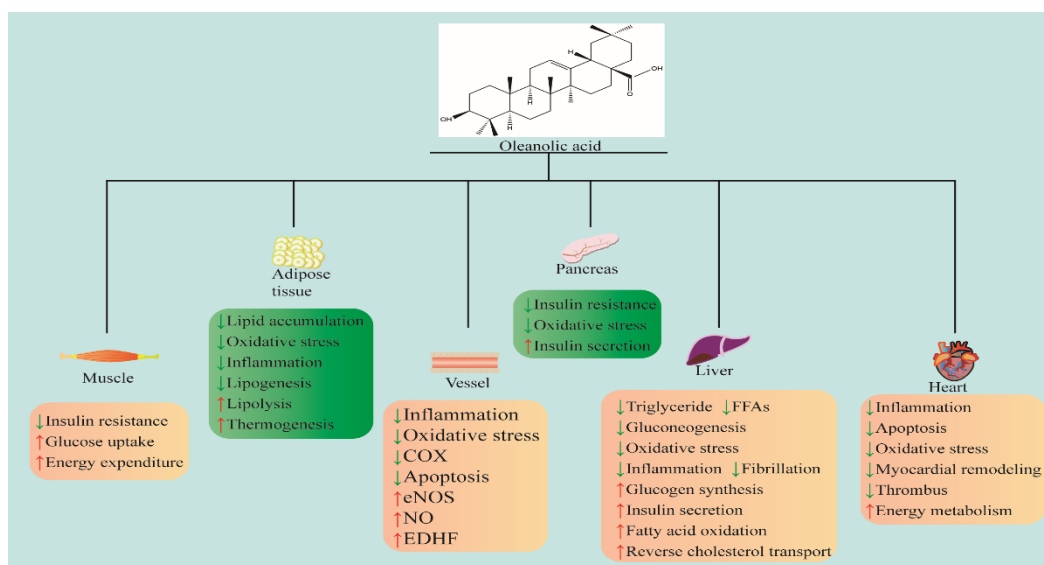 H
OH
O
H
H
OH
Oleanolic acid
Muscle
↓Insulin resistance
↑Glucose uptake
↑Energy expenditure
Adipose
tissue
↓Lipid accumulation
↓Oxidative stress
↓Inflammation
↓Lipogenesis
↑Lipolysis
↑Thermogenesis
Vessel
↓Inflammation
↓Oxidative stress
↓COX
↓Apoptosis
↑eNOS
↑NO
↑EDHF
Pancreas
↓Insulin resistance
↓Oxidative stress
↑Insulin secretion
Liver
↓Triglyceride ↓FFAs
↓Gluconeogenesis
↓Oxidative stress
↓Inflammation ↓Fibrillation
↑Glucogen synthesis
↑Insulin secretion
↑Fatty acid oxidation
↑Reverse cholesterol transport
Heart
↓Inflammation
↓Apoptosis
↓Oxidative stress
↓Myocardial remodeling
↓Thrombus
↑Energy metabolism